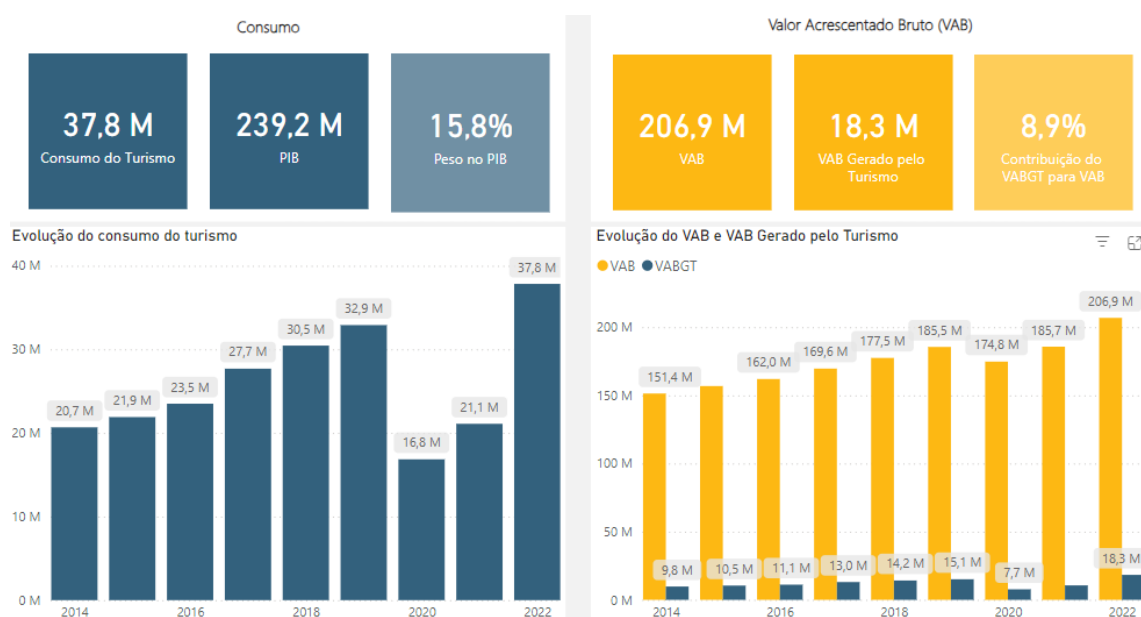 Consumo
37,8 M
Consumo do Turismo
239,2 M
PIB
15,8%
Peso no PIB
Evolução do consumo do turismo
40 M
30 M
20 M
10 M
0 M
20,7 M
21,9 M
23,5 M
27,7 M
30,5 M
32,9 M
16,8 M
21,1 M
37,8 M
2014
2016
2018
2020
2022
Valor Acrescentado Bruto (VAB)
206,9 M
VAB
18,3 M
VAB Gerado pelo
Turismo
8,9%
Contribuição do
VABGT para VAB
Evolução do VAB e VAB Gerado pelo Turismo
VAB
VABGT
200 M
150 M
100 M
50 M
0 M
151,4 M
162,0 M
169,6 M
177,5 M
185,5 M
174,8 M
185,7 M
206,9 M
9,8 M
10,5 M
11,1 M
13,0 M
14,2 M
15,1 M
7,7 M
18,3 M
2014
2016
2018
2020
2022